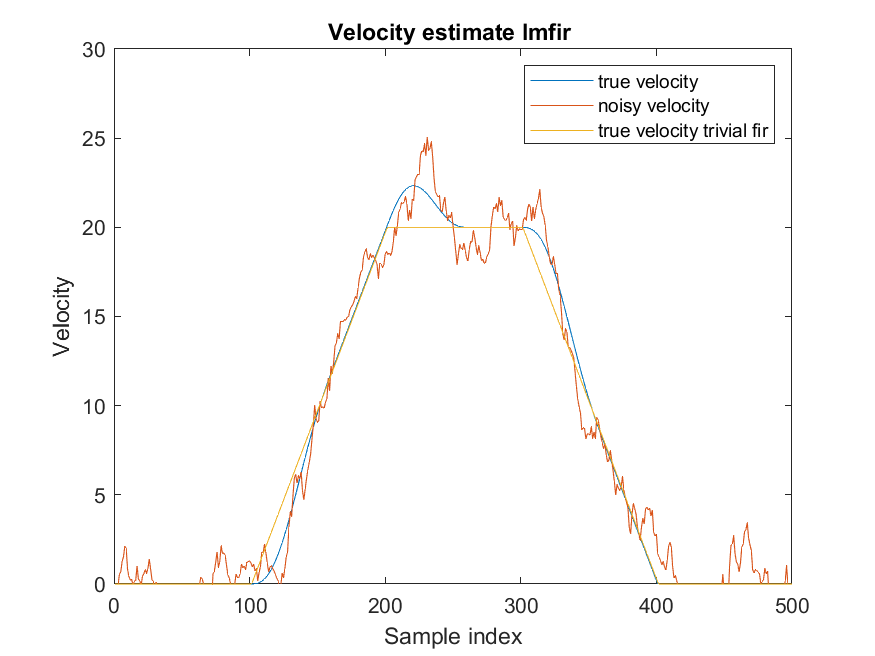 Velocity estimate lmfir
30
25
20
15
10
5
0
Velocity
true velocity
noisy velocity
true velocity trivial fir
0 100 200 300 400 500
Sample index